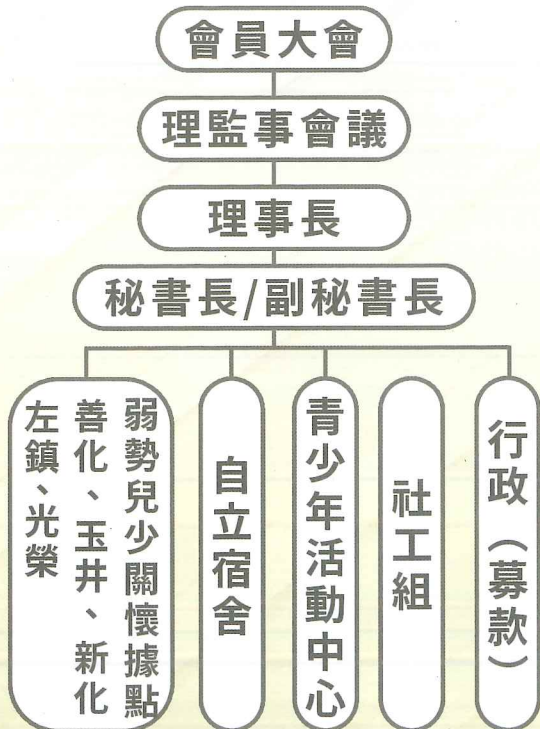 會員大會
理監事會議
理事長
秘書長/副秘書長
弱勢兒少關懷據點
善化、玉井、新化
左鎮、光榮
自立宿舍
青少年活動中心
社工組
行政（募款）